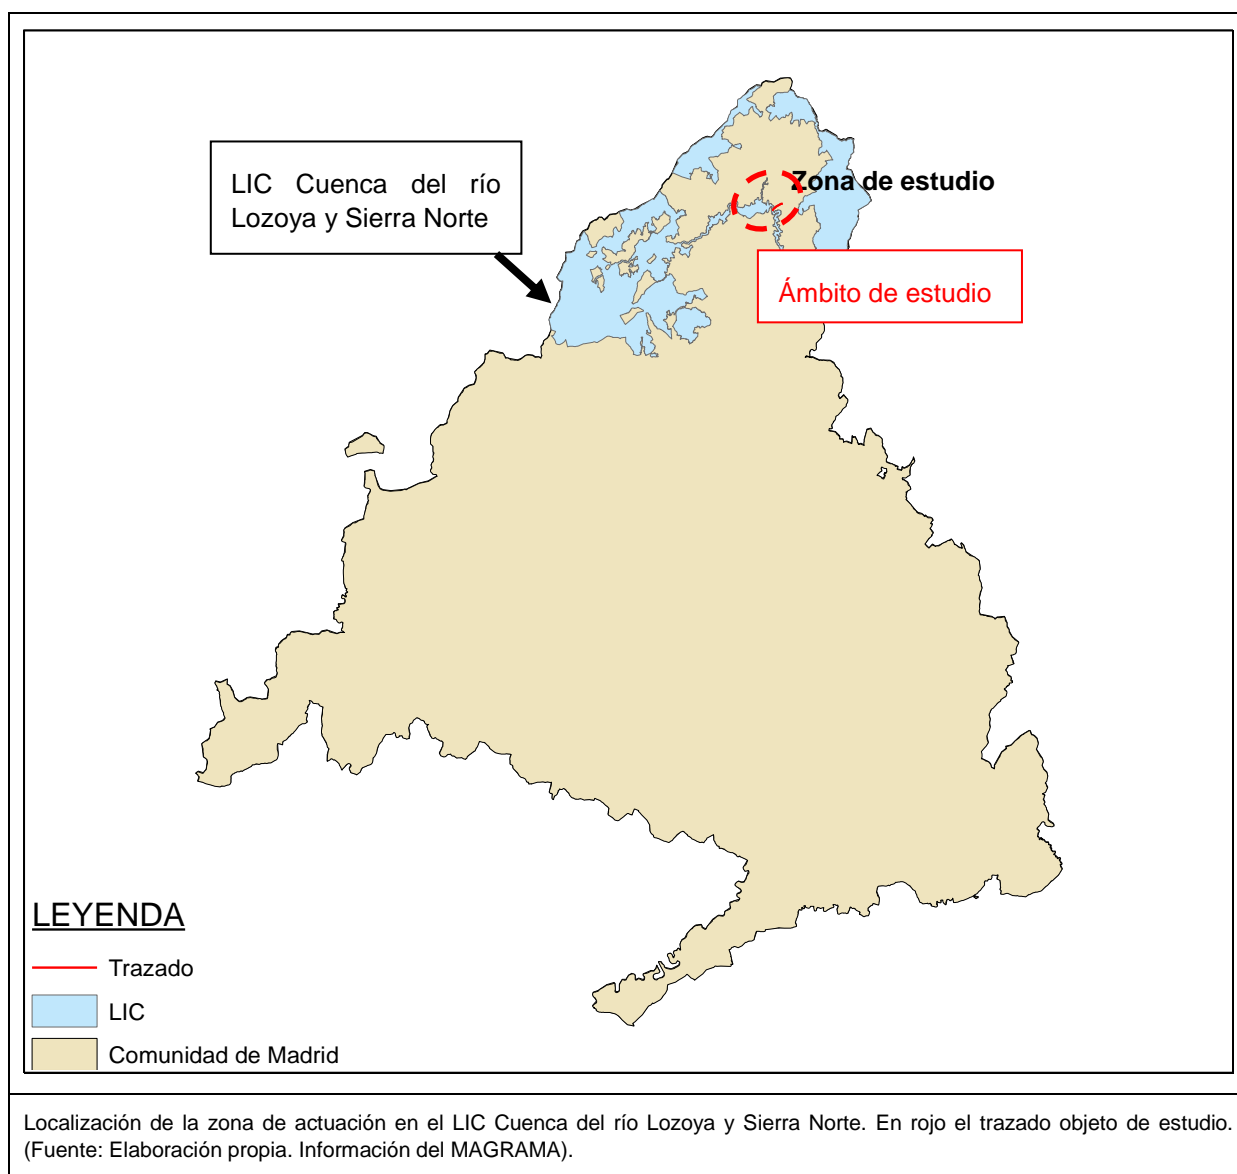 LIC Cuenca del río
Lozoya y Sierra Norte
Zona de estudio
Ámbito de estudio
LEYENDA
Trazado
LIC
Comunidad de Madrid
Localización de la zona de actuación en el LIC Cuenca del río Lozoya y Sierra Norte. En rojo el trazado objeto de estudio.
(Fuente: Elaboración propia. Información del MAGRAMA).